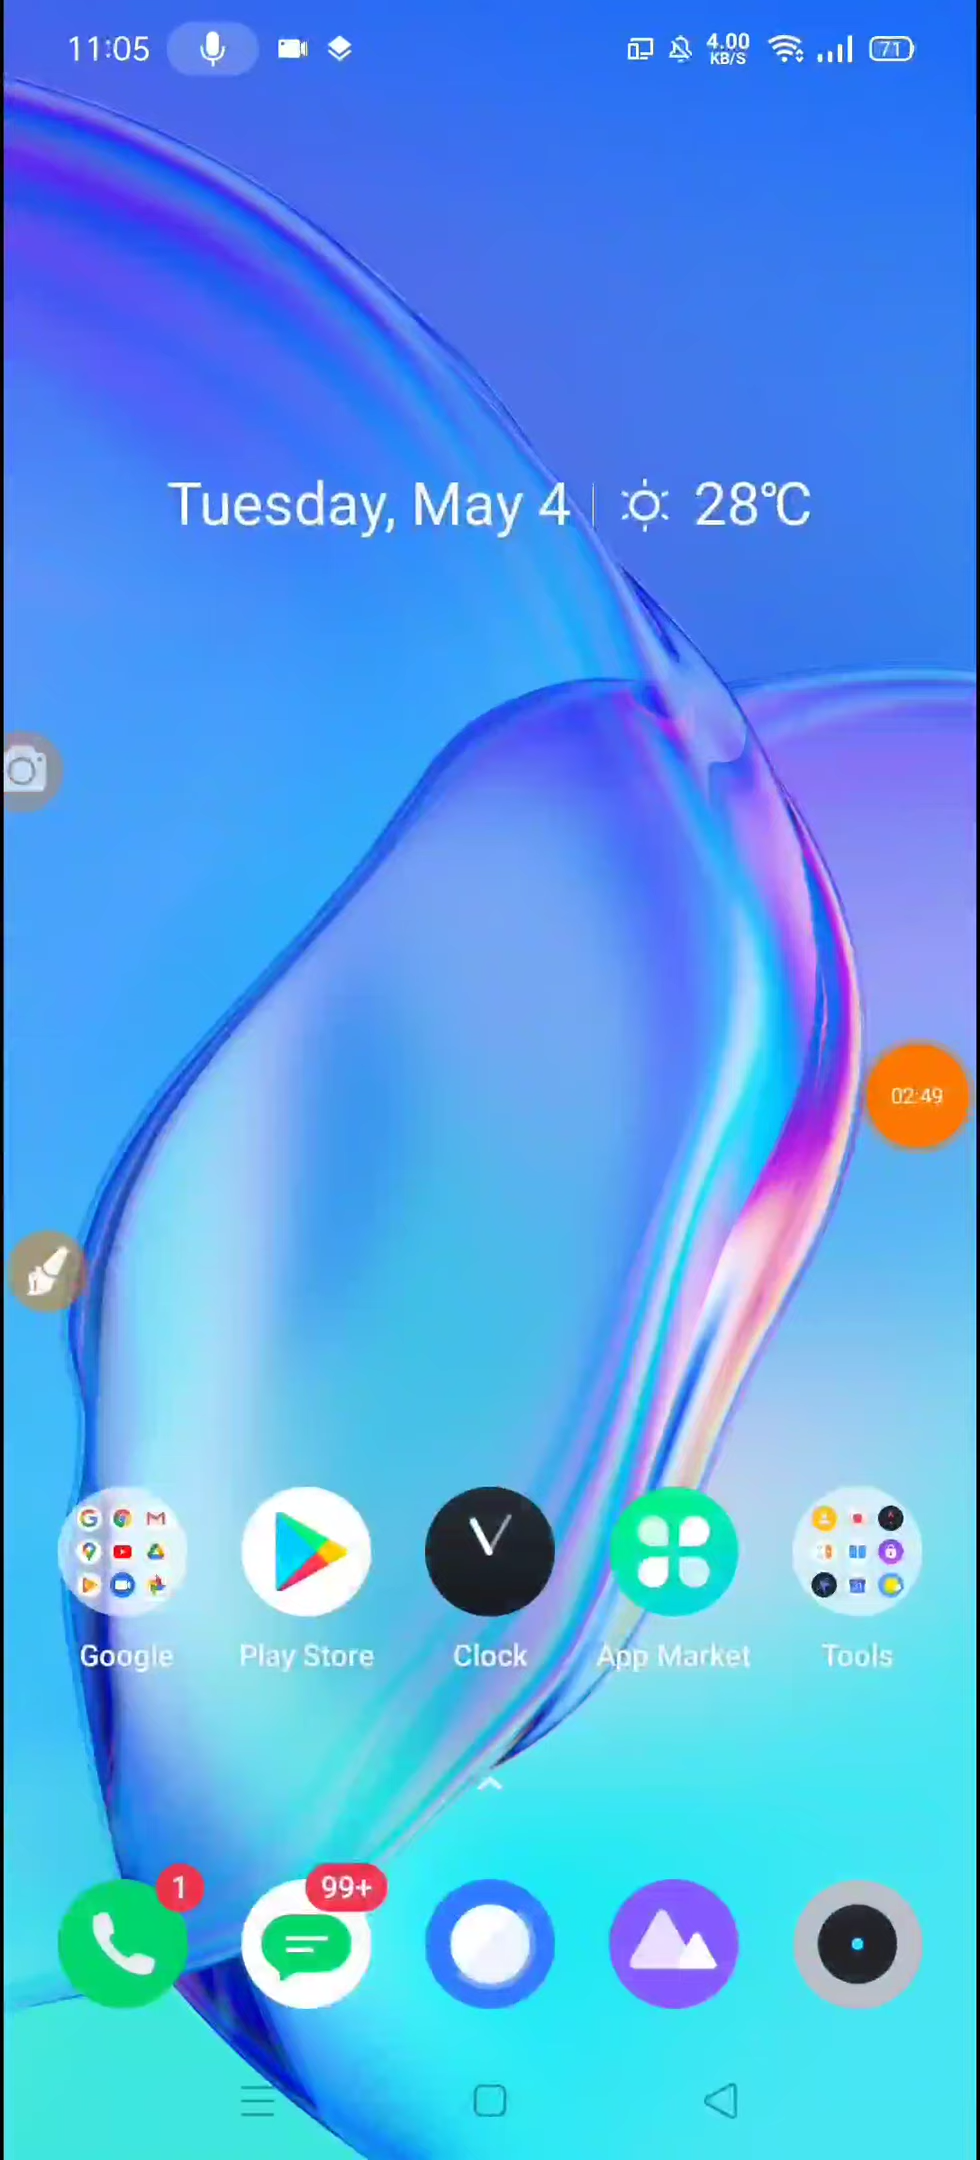 11:05
4.00
KB/S
71
Tuesday, May 4 | 28°C
02:49
Google
Play Store
Clock
App Market
Tools
1
99+